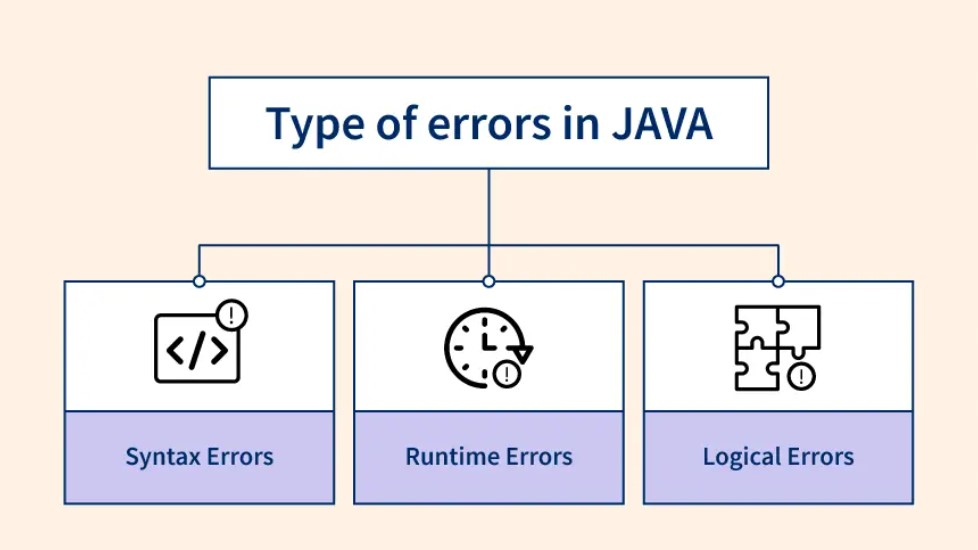 Type of errors in JAVA
Syntax Errors
Runtime Errors
Logical Errors